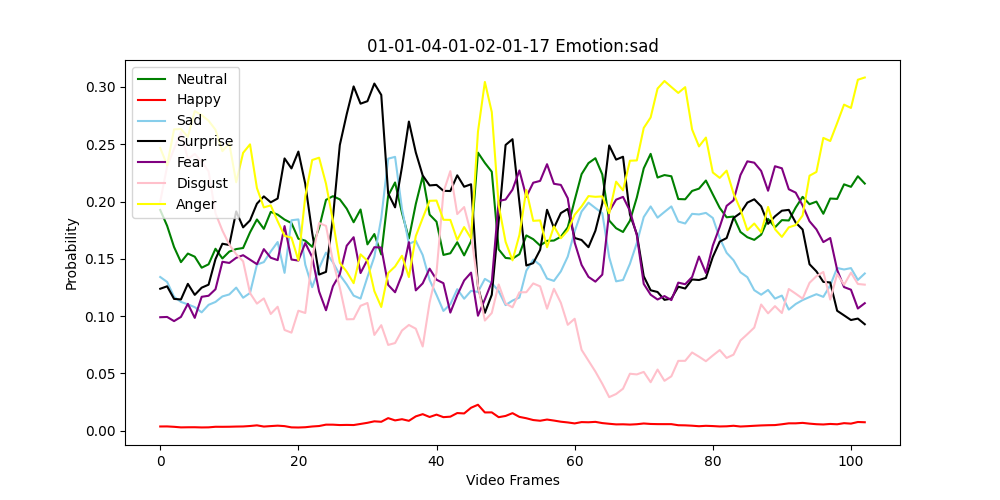 01-01-04-01-02-01-17 Emotion:sad
Neutral
Happy
Sad
Surprise
Fear
Disgust
Anger
Probability
0.30
0.25
0.20
0.15
0.10
0.05
0.00
0 20 40 60 80 100
Video Frames